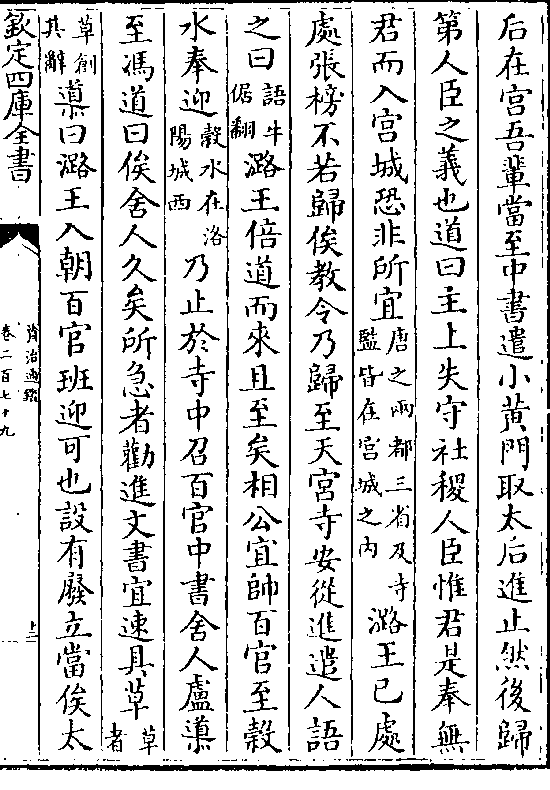 后在宫吾輩當至中書遣小黄門取太后進止然後歸
第人臣之義也道曰主上失守社稷人臣惟君是奉無
君而入宫城恐非所宜唐之兩都三省及寺監皆在宫城之内潞王已處
處張榜不若歸俟教令乃歸至天宫寺安從進遣人語
之曰語牛倨翻潞王倍道而來且至矣相公宜帥百官至穀
水奉迎穀水在洛陽城西乃止於寺中召百官中書舍人盧導
至馮道曰俟舍人久矣所急者勸進文書宜速具草草者
草創其辭導曰潞王入朝百官班迎可也設有廢立當俟太
欽定四庫全書
資治通鑑
卷二百七十九